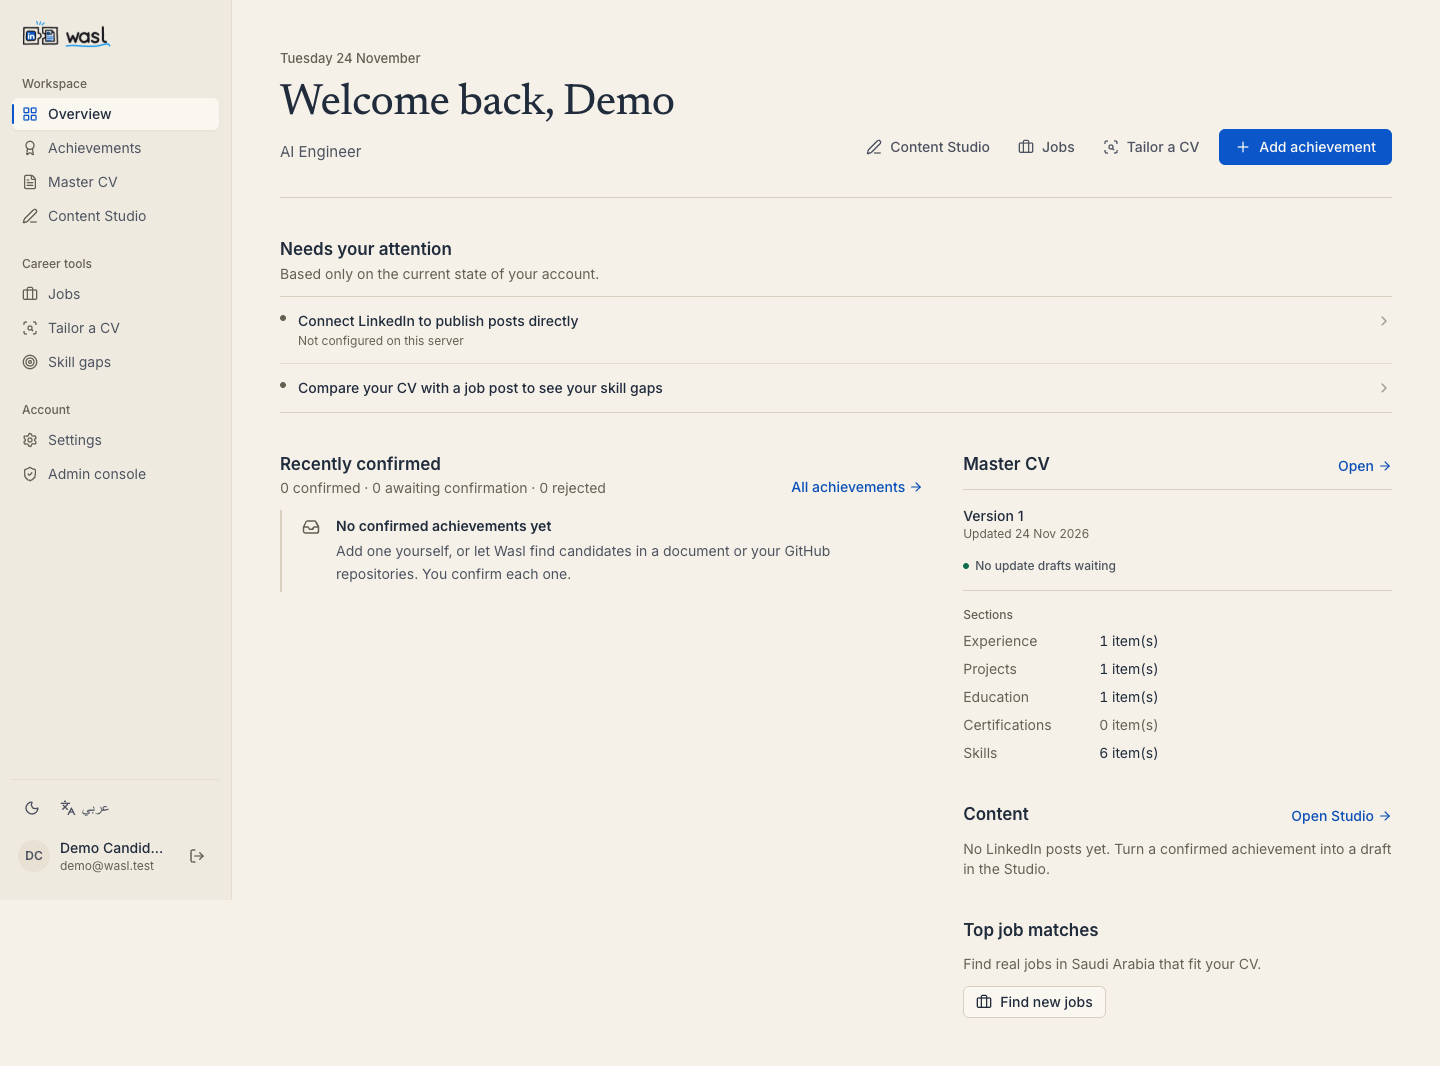 wasl
Workspace
Overview
Achievements
Master CV
Content Studio
Career tools
Jobs
Tailor a CV
Skill gaps
Account
Settings
Admin console
عربي
DC
Demo Candid...
demo@wasl.test
Tuesday 24 November
Welcome back, Demo
AI Engineer
Content Studio
Jobs
Tailor a CV
Add achievement
Needs your attention
Based only on the current state of your account.
Connect LinkedIn to publish posts directly
Not configured on this server
Compare your CV with a job post to see your skill gaps
Recently confirmed
0 confirmed · 0 awaiting confirmation · 0 rejected
All achievements →
No confirmed achievements yet
Add one yourself, or let Wasl find candidates in a document or your GitHub
repositories. You confirm each one.
Master CV
Open →
Version 1
Updated 24 Nov 2026
No update drafts waiting
Sections
Experience 1 item(s)
Projects 1 item(s)
Education 1 item(s)
Certifications 0 item(s)
Skills 6 item(s)
Content
Open Studio →
No LinkedIn posts yet. Turn a confirmed achievement into a draft
in the Studio.
Top job matches
Find real jobs in Saudi Arabia that fit your CV.
Find new jobs